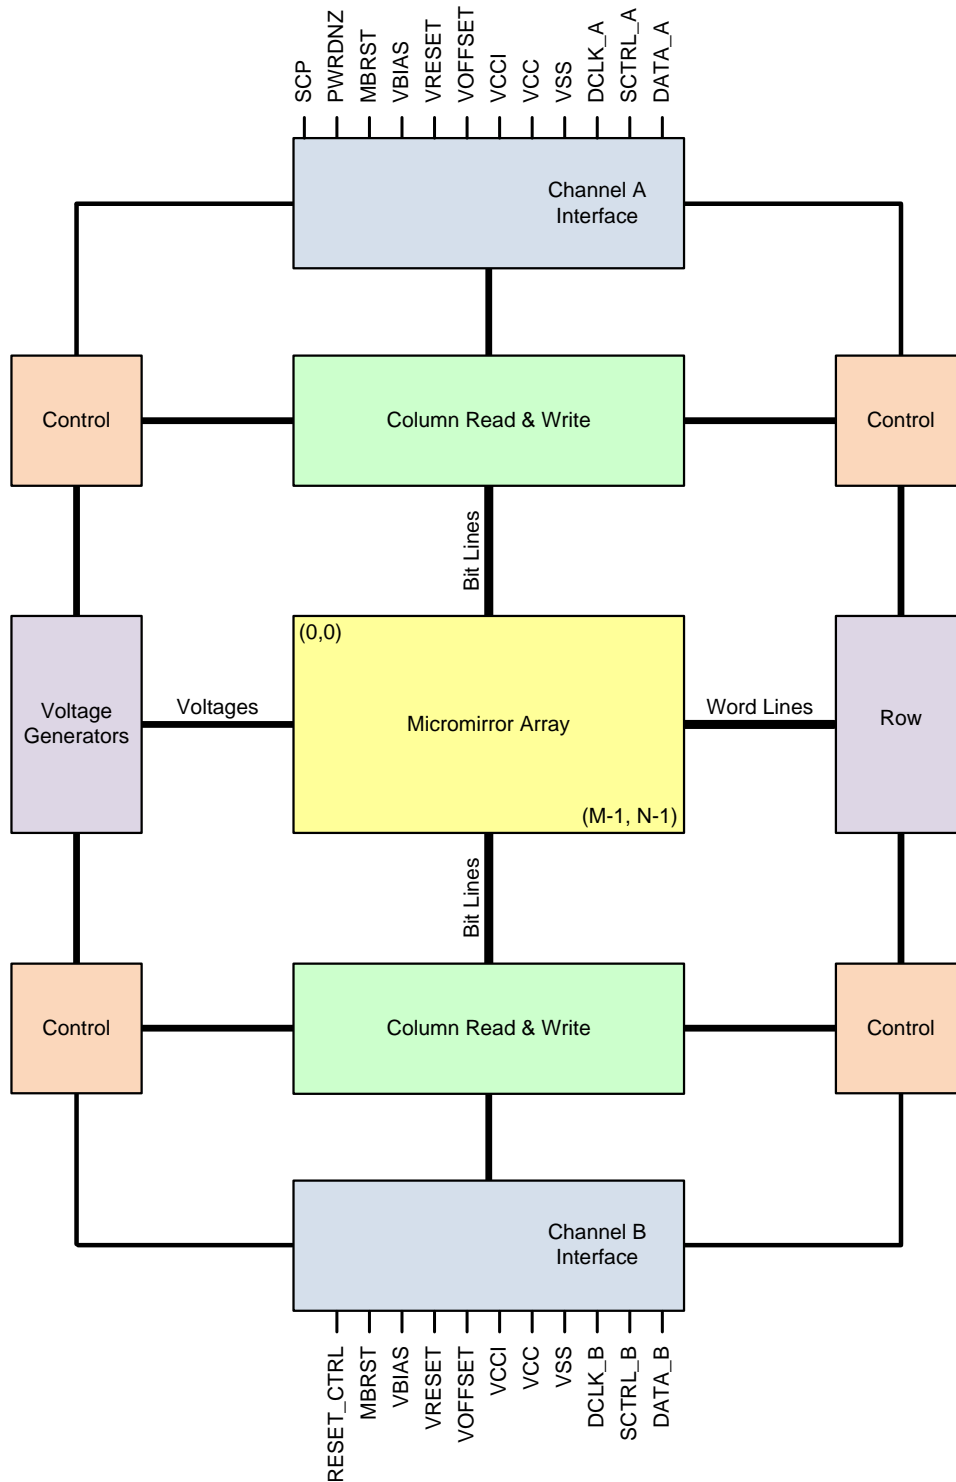 SCP
PWRDNZ
MBRST
VBIAS
VRESET
VOFFSET
VCCI
VCC
VSS
DCLK_A
SCTRL_A
DATA_A
Channel A
Interface
Control
Column Read & Write
Control
Bit Lines
(0,0)
Voltage
Generators
Voltages
Micromirror Array
Word Lines
Row
(M-1, N-1)
Bit Lines
Control
Column Read & Write
Control
Channel B
Interface
RESET_CTRL
MBRST
VBIAS
VRESET
VOFFSET
VCCI
VCC
VSS
DCLK_B
SCTRL_B
DATA_B